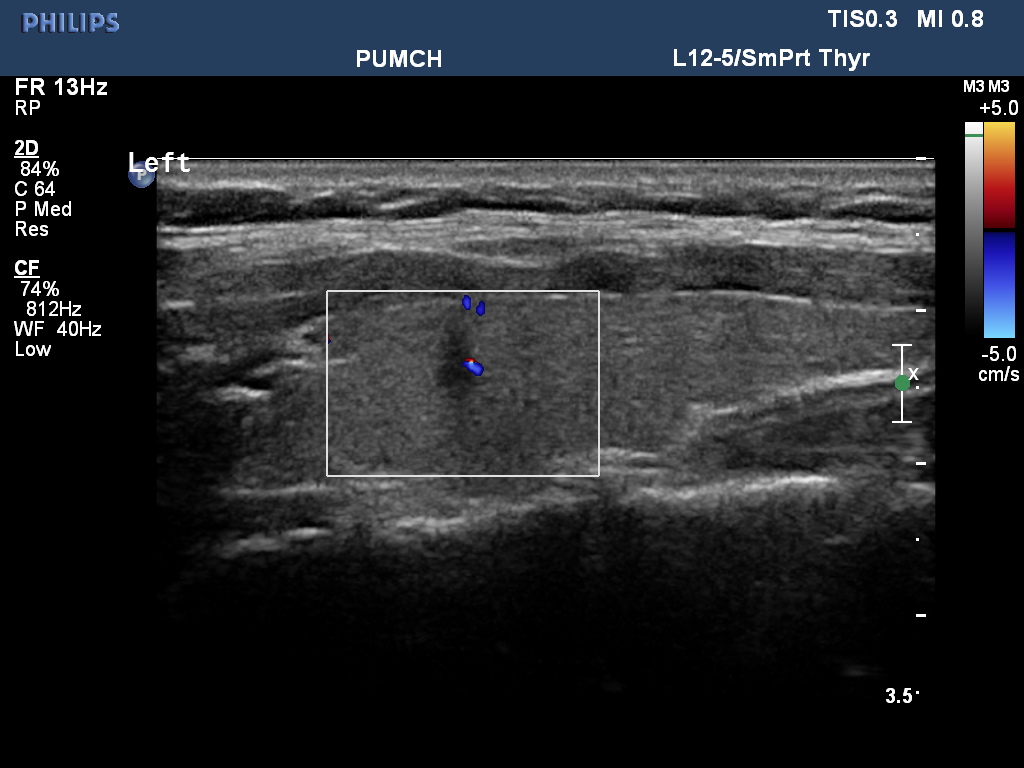 PHILIPS
TIS0.3 MI 0.8
PUMCH
L12-5/SmPrt Thyr
FR 13Hz
RP
2D
84%
C 64
P Med
Res
CF
74%
812Hz
WF 40Hz
Low
Left
P
M3 M3
+5.0
-5.0
cm/s
x
3.5